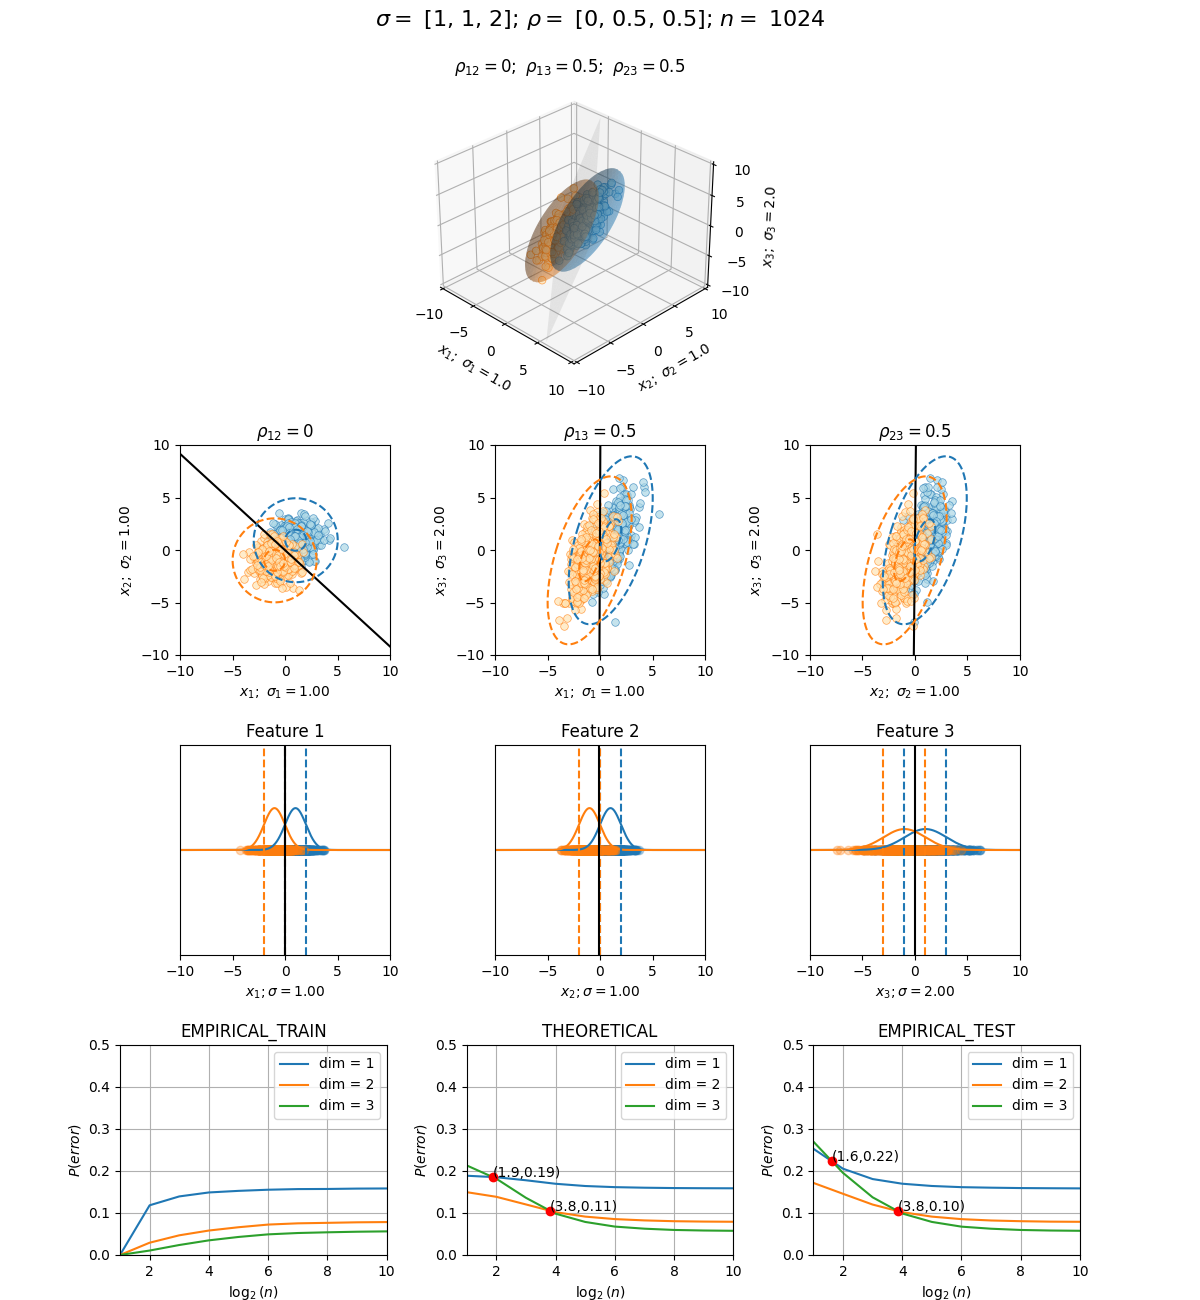 σ = [1, 1, 2]; ρ = [0, 0.5, 0.5]; n = 1024
ρ₁₂ = 0; ρ₁₃ = 0.5; ρ₂₃ = 0.5
10
5
0
−5
−10
x₃; σ₃ = 2.0
−10
−5
0
5
10
x₁; σ₁ = 1.0
−10
−5
0
5
10
x₂; σ₂ = 1.0
ρ₁₂ = 0
10
5
0
−5
−10
x₂; σ₂ = 1.00
−10 −5 0 5 10
x₁; σ₁ = 1.00
ρ₁₃ = 0.5
10
5
0
−5
−10
x₃; σ₃ = 2.00
−10 −5 0 5 10
x₁; σ₁ = 1.00
ρ₂₃ = 0.5
10
5
0
−5
−10
x₃; σ₃ = 2.00
−10 −5 0 5 10
x₂; σ₂ = 1.00
Feature 1
−10 −5 0 5 10
x₁; σ = 1.00
Feature 2
−10 −5 0 5 10
x₂; σ = 1.00
Feature 3
−10 −5 0 5 10
x₃; σ = 2.00
EMPIRICAL_TRAIN
0.5
0.4
0.3
0.2
0.1
0.0
P(error)
dim = 1
dim = 2
dim = 3
2 4 6 8 10
log₂(n)
THEORETICAL
0.5
0.4
0.3
0.2
0.1
0.0
P(error)
dim = 1
dim = 2
dim = 3
(1.9,0.19)
(3.8,0.11)
2 4 6 8 10
log₂(n)
EMPIRICAL_TEST
0.5
0.4
0.3
0.2
0.1
0.0
P(error)
dim = 1
dim = 2
dim = 3
(1.6,0.22)
(3.8,0.10)
2 4 6 8 10
log₂(n)